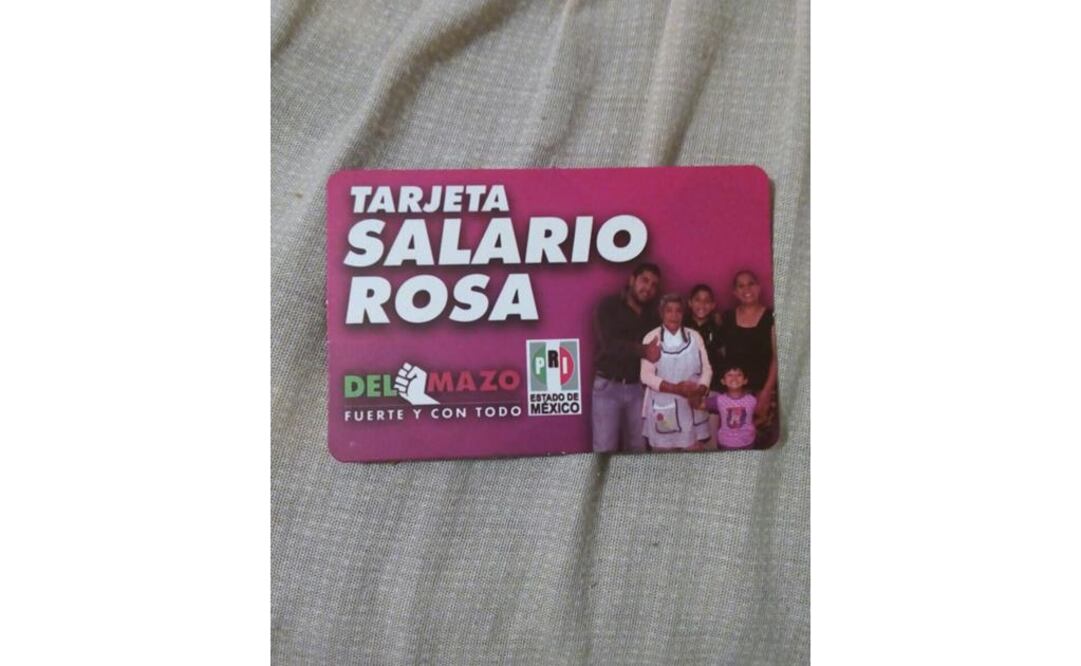 TARJETA
SALARIO
ROSA
DEL MAZO
FUERTE Y CON TODO
PRI
ESTADO DE
MÉXICO